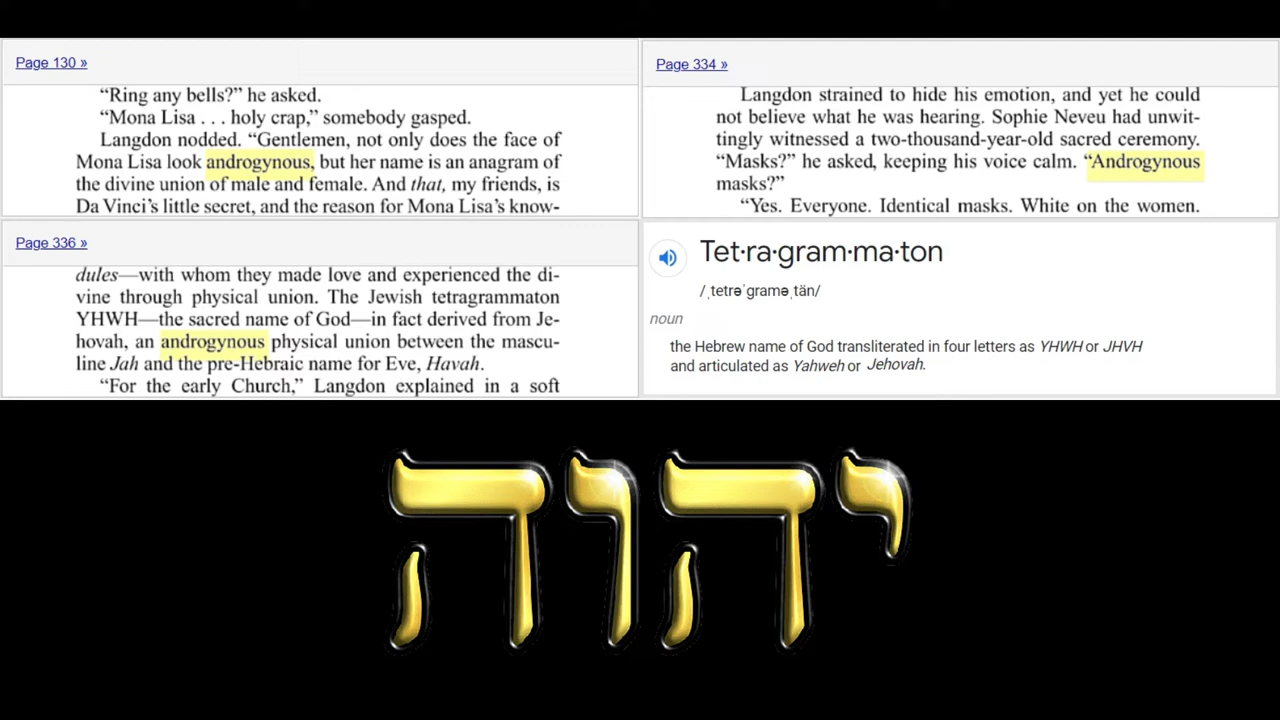 Page 130 »
“Ring any bells?” he asked.
“Mona Lisa . . . holy crap,” somebody gasped.
Langdon nodded. “Gentlemen, not only does the face of
Mona Lisa look androgynous, but her name is an anagram of
the divine union of male and female. And that, my friends, is
Da Vinci’s little secret, and the reason for Mona Lisa’s know-
Page 334 »
Langdon strained to hide his emotion, and yet he could
not believe what he was hearing. Sophie Neveu had unwit-
tingly witnessed a two-thousand-year-old sacred ceremony.
“Masks?” he asked, keeping his voice calm. “Androgynous
masks?”
“Yes. Everyone. Identical masks. White on the women.
Page 336 »
dules—with whom they made love and experienced the di-
vine through physical union. The Jewish tetragrammaton
YHWH—the sacred name of God—in fact derived from Je-
hovah, an androgynous physical union between the mascu-
line Jah and the pre-Hebraic name for Eve, Havah.
“For the early Church,” Langdon explained in a soft
Tet·ra·gram·ma·ton
/ˌtetrəˈɡraməˌtän/
noun
the Hebrew name of God transliterated in four letters as YHWH or JHVH
and articulated as Yahweh or Jehovah.
יהוה